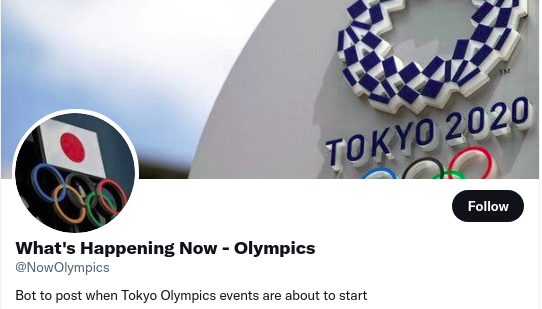 TOKYO 2020
TM
Follow
What's Happening Now - Olympics
@NowOlympics
Bot to post when Tokyo Olympics events are about to start